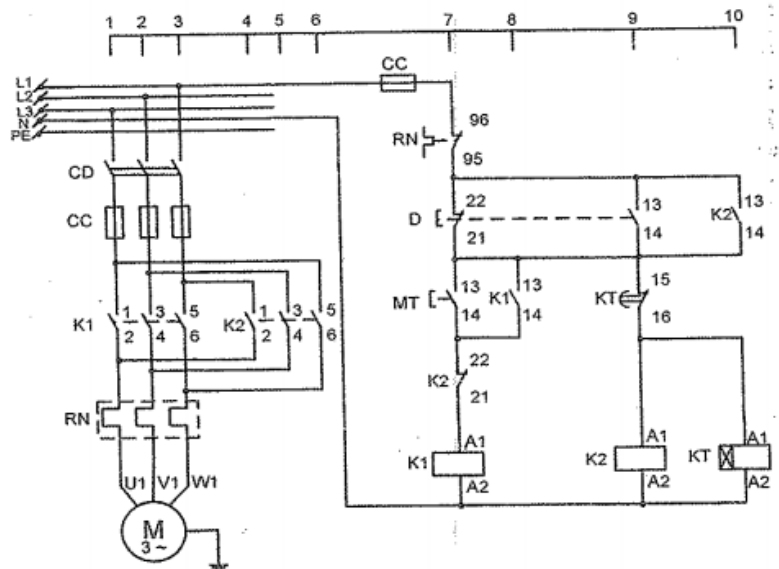 1 2 3 4 5 6 7 8 9 10
L1
L2
L3
N
PE
CC
96
RN
95
CD
22
13
13
D
K2
21
14
14
CC
13
13
15
MT
K1
KT
14
14
16
1 3 5 1 3 5
K1 K2
2 4 6 2 4 6
22
K2
21
RN
A1 A1 A1
K1 K2 KT
A2 A2 A2
U1 V1 W1
M
3 ~